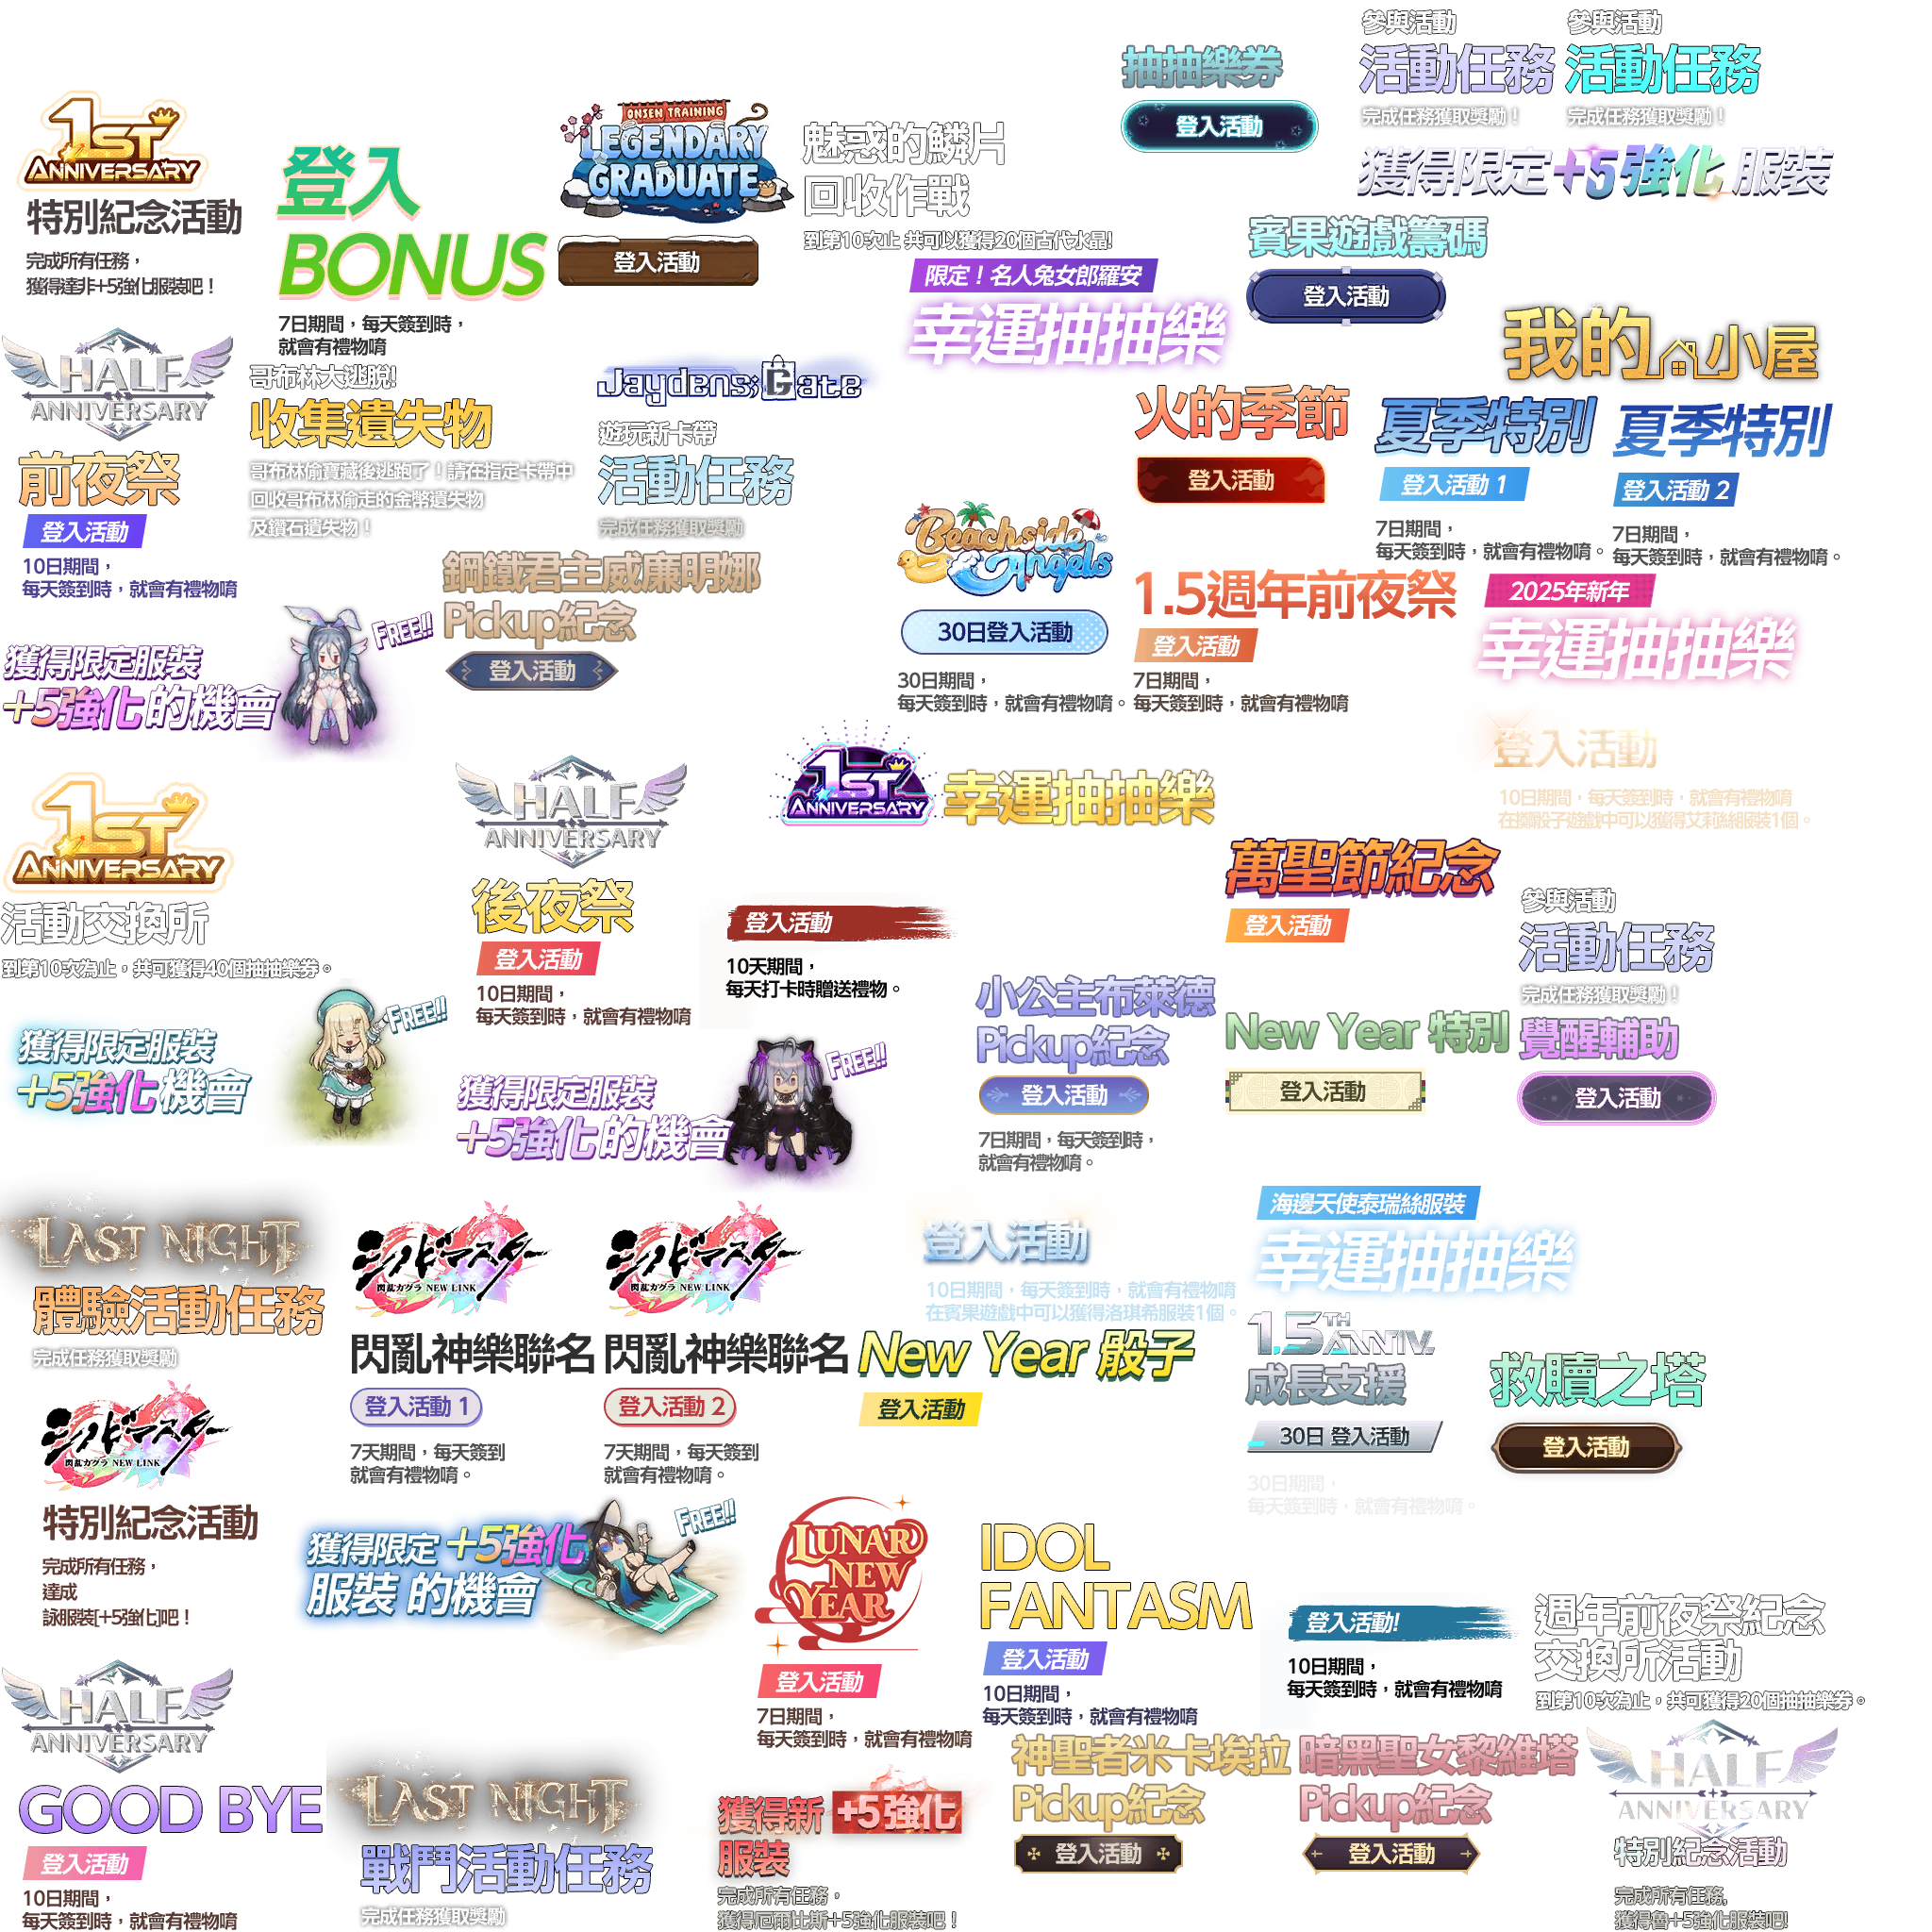 1ST
ANNIVERSARY
特別紀念活動
完成所有任務，
獲得達非+5強化服裝吧！
登入
BONUS
7日期間，每天簽到時，
就會有禮物唷
ONSEN TRAINING
LEGENDARY
GRADUATE
登入活動
魅惑的鱗片
回收作戰
到第10次止 共可以獲得20個古代水晶!
抽抽樂券
登入活動
參與活動
活動任務
完成任務獲取獎勵！
參與活動
活動任務
完成任務獲取獎勵！
獲得限定+5強化 服裝
賓果遊戲籌碼
登入活動
限定！名人兔女郎羅安
幸運抽抽樂
我的小屋
HALF
ANNIVERSARY
前夜祭
登入活動
10日期間，
每天簽到時，就會有禮物唷
哥布林大逃脫!
收集遺失物
哥布林偷寶藏後逃跑了！請在指定卡帶中
回收哥布林偷走的金幣遺失物
及鑽石遺失物！
Jaydens;Gate
遊玩新卡帶
活動任務
完成任務獲取獎勵
火的季節
登入活動
夏季特別
登入活動 1
7日期間，
每天簽到時，就會有禮物唷。
夏季特別
登入活動 2
7日期間，
每天簽到時，就會有禮物唷。
鋼鐵君主威廉明娜
Pickup紀念
登入活動
Beachside
Angels
30日登入活動
30日期間，
每天簽到時，就會有禮物唷。
1.5週年前夜祭
登入活動
7日期間，
每天簽到時，就會有禮物唷
2025年新年
幸運抽抽樂
獲得限定服裝
+5強化 的機會
FREE!!
登入活動
10日期間，每天簽到時，就會有禮物唷
在擲骰子遊戲中可以獲得艾莉絲服裝1個。
1ST
ANNIVERSARY
活動交換所
到第10次為止，共可獲得40個抽抽樂券。
HALF
ANNIVERSARY
後夜祭
登入活動
10日期間，
每天簽到時，就會有禮物唷
1ST
ANNIVERSARY
幸運抽抽樂
登入活動
10天期間，
每天打卡時贈送禮物。
萬聖節紀念
登入活動
參與活動
活動任務
完成任務獲取獎勵！
小公主布萊德
Pickup紀念
登入活動
7日期間，每天簽到時，
就會有禮物唷。
New Year 特別
登入活動
覺醒輔助
登入活動
獲得限定服裝
+5強化 機會
FREE!!
獲得限定服裝
+5強化 的機會
FREE!!
LAST NIGHT
體驗活動任務
完成任務獲取獎勵
シノビマスター
閃乱カグラ NEW LINK
閃亂神樂聯名
登入活動 1
7天期間，每天簽到
就會有禮物唷。
シノビマスター
閃乱カグラ NEW LINK
閃亂神樂聯名
登入活動 2
7天期間，每天簽到
就會有禮物唷。
登入活動
10日期間，每天簽到時，就會有禮物唷
在賓果遊戲中可以獲得洛琪希服裝1個。
New Year 骰子
登入活動
海邊天使泰瑞絲服裝
幸運抽抽樂
1.5TH
ANNIV.
成長支援
30日 登入活動
30日期間，
每天簽到時，就會有禮物唷。
救贖之塔
登入活動
シノビマスター
閃乱カグラ NEW LINK
特別紀念活動
完成所有任務，
達成
詠服裝[+5強化]吧！
獲得限定 +5強化
服裝 的機會
FREE!!
LUNAR
NEW
YEAR
登入活動
7日期間，
每天簽到時，就會有禮物唷
IDOL
FANTASM
登入活動
10日期間，
每天簽到時，就會有禮物唷
登入活動!
10日期間，
每天簽到時，就會有禮物唷
週年前夜祭紀念
交換所活動
到第10次為止，共可獲得20個抽抽樂券。
HALF
ANNIVERSARY
GOOD BYE
登入活動
10日期間，
每天簽到時，就會有禮物唷
LAST NIGHT
戰鬥活動任務
完成任務獲取獎勵
獲得新 +5強化
服裝
完成所有任務，
獲得厄爾比斯+5強化服裝吧！
神聖者米卡埃拉
Pickup紀念
登入活動
暗黑聖女黎維塔
Pickup紀念
登入活動
HALF
ANNIVERSARY
特別紀念活動
完成所有任務,
獲得魯+5強化服裝吧!